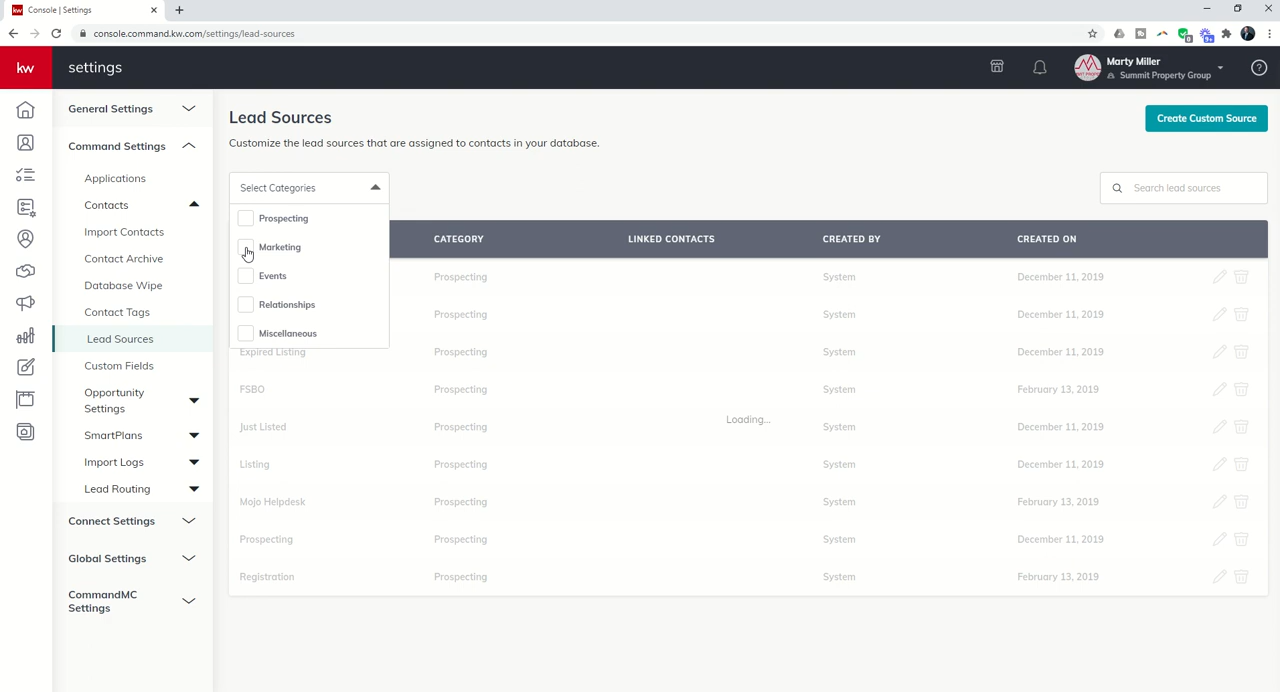 Console | Settings
console.command.kw.com/settings/lead-sources
kw
settings
Marty Miller
Summit Property Group
General Settings
Command Settings
Applications
Contacts
Import Contacts
Contact Archive
Database Wipe
Contact Tags
Lead Sources
Custom Fields
Opportunity
Settings
SmartPlans
Import Logs
Lead Routing
Connect Settings
Global Settings
CommandMC
Settings
Lead Sources
Create Custom Source
Customize the lead sources that are assigned to contacts in your database.
Select Categories
Search lead sources
Prospecting
Marketing
Events
Relationships
Miscellaneous
CATEGORY LINKED CONTACTS CREATED BY CREATED ON
Prospecting System December 11, 2019
Prospecting System December 11, 2019
Expired Listing Prospecting System December 11, 2019
FSBO Prospecting System February 13, 2019
Loading...
Just Listed Prospecting System December 11, 2019
Listing Prospecting System December 11, 2019
Mojo Helpdesk Prospecting System February 13, 2019
Prospecting Prospecting System December 11, 2019
Registration Prospecting System February 13, 2019